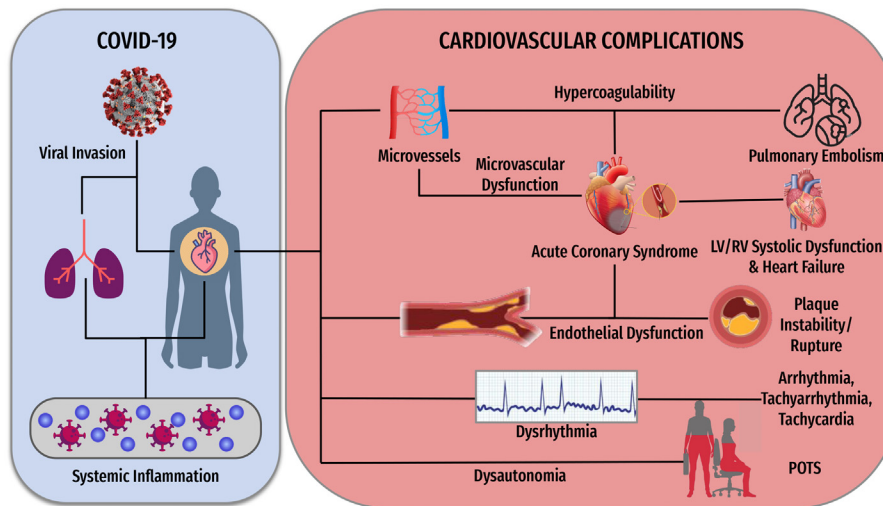 COVID-19
Viral Invasion
Systemic Inflammation
CARDIOVASCULAR COMPLICATIONS
Hypercoagulability
Microvessels
Pulmonary Embolism
Microvascular
Dysfunction
Acute Coronary Syndrome
LV/RV Systolic Dysfunction
& Heart Failure
Endothelial Dysfunction
Plaque
Instability/
Rupture
Dysrhythmia
Arrhythmia,
Tachyarrhythmia,
Tachycardia
Dysautonomia
POTS